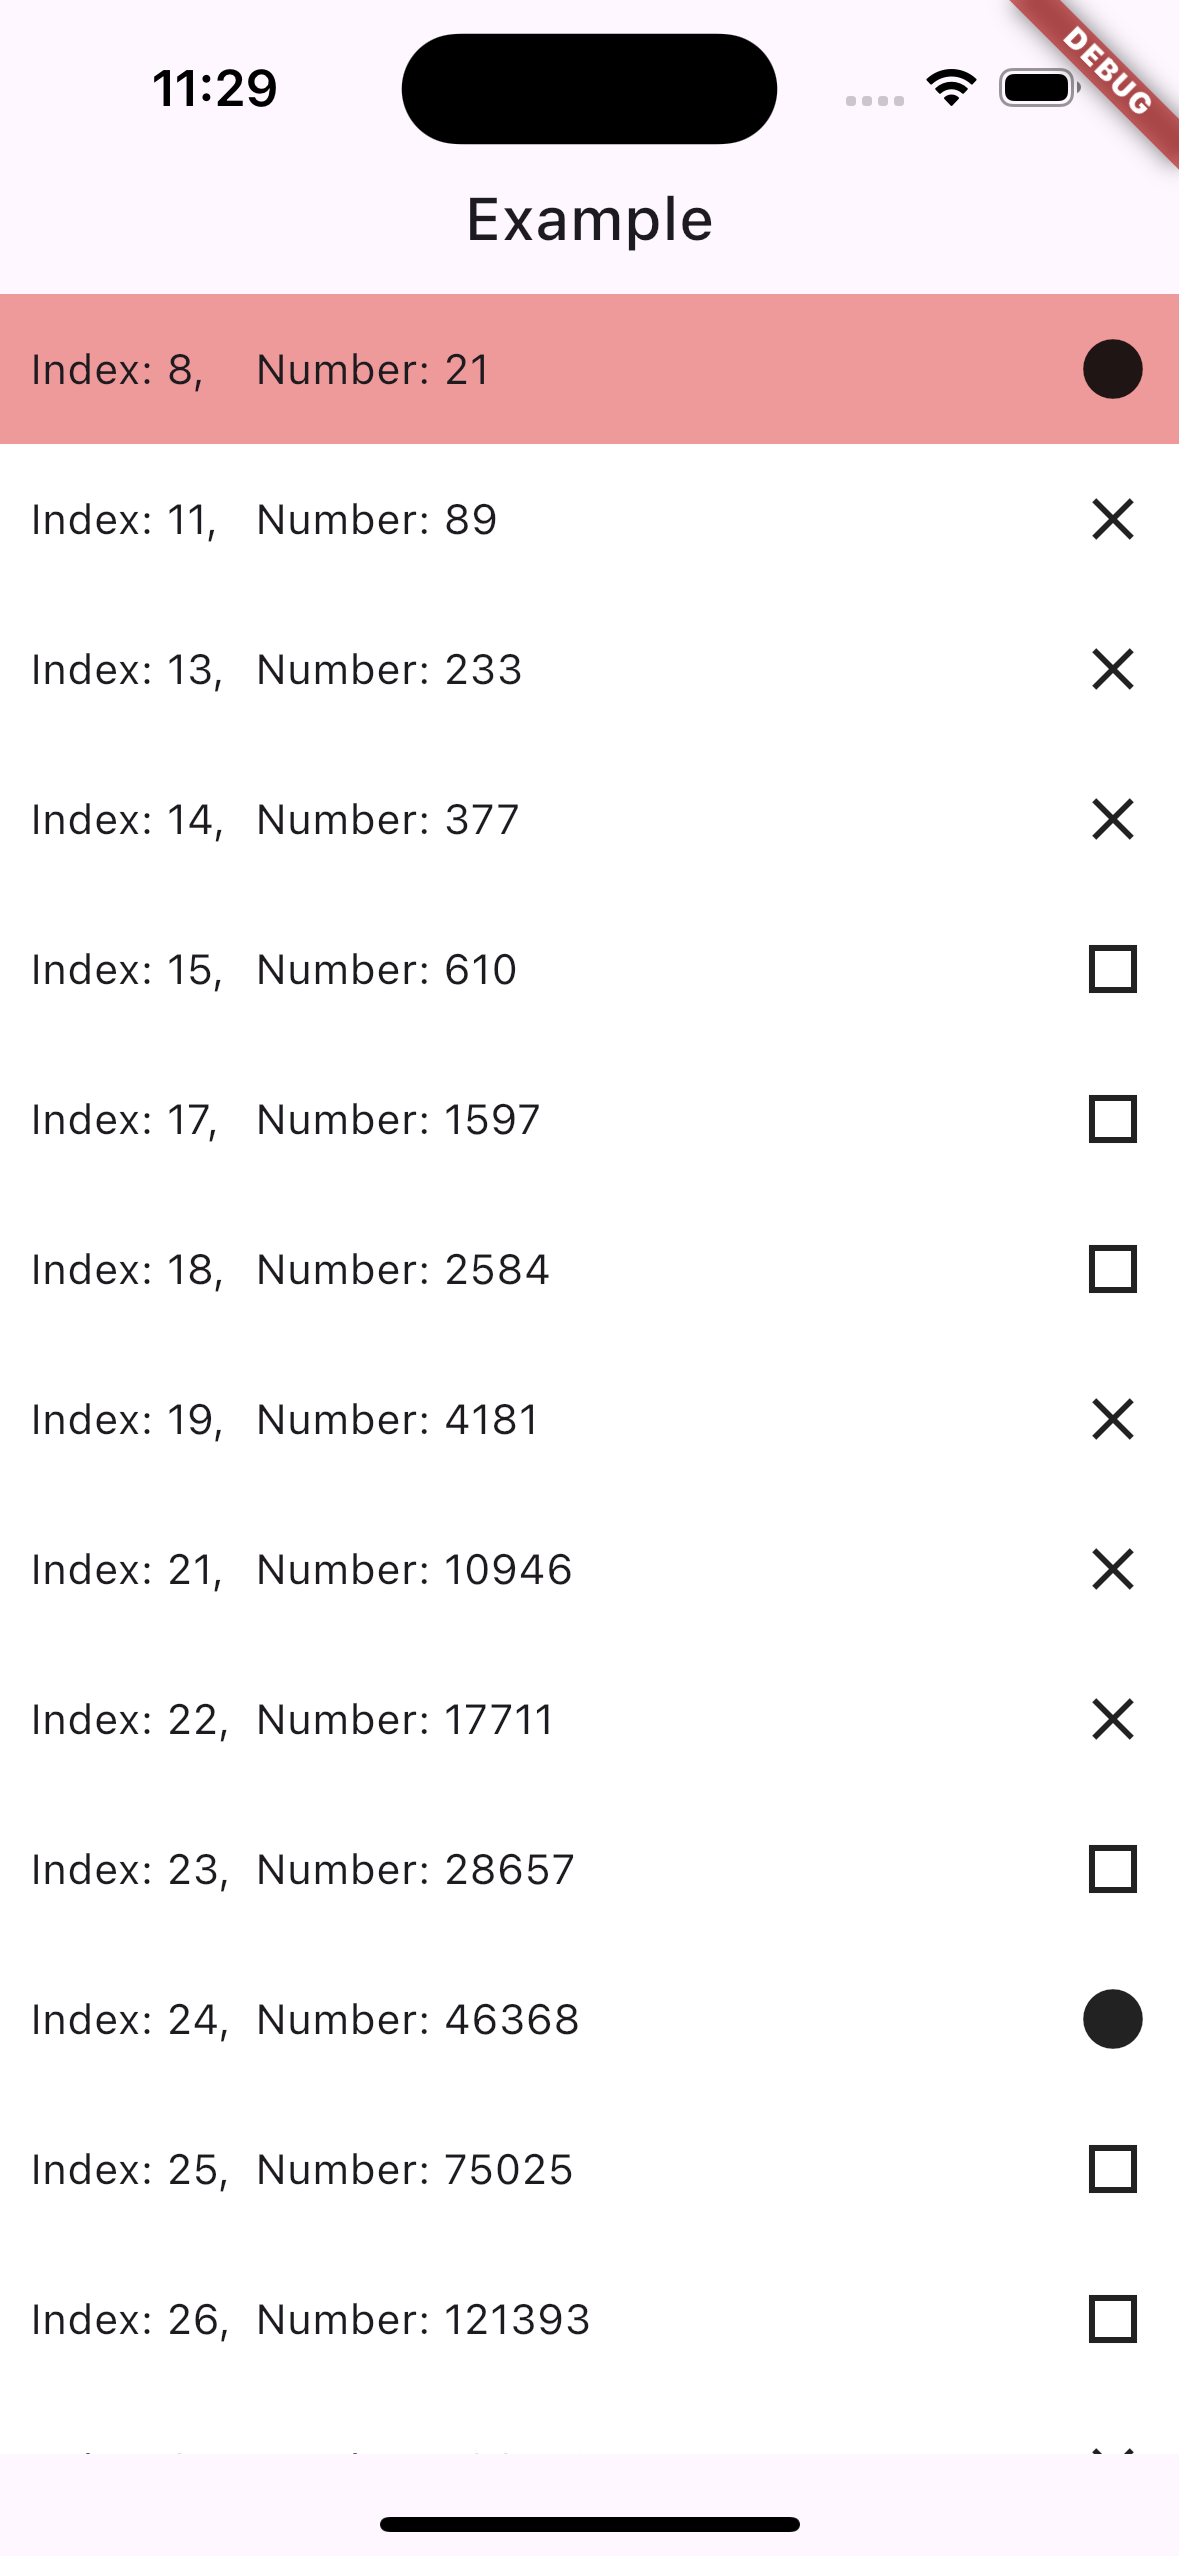 11:29
DEBUG
Example
Index: 8, Number: 21
Index: 11, Number: 89
Index: 13, Number: 233
Index: 14, Number: 377
Index: 15, Number: 610
Index: 17, Number: 1597
Index: 18, Number: 2584
Index: 19, Number: 4181
Index: 21, Number: 10946
Index: 22, Number: 17711
Index: 23, Number: 28657
Index: 24, Number: 46368
Index: 25, Number: 75025
Index: 26, Number: 121393